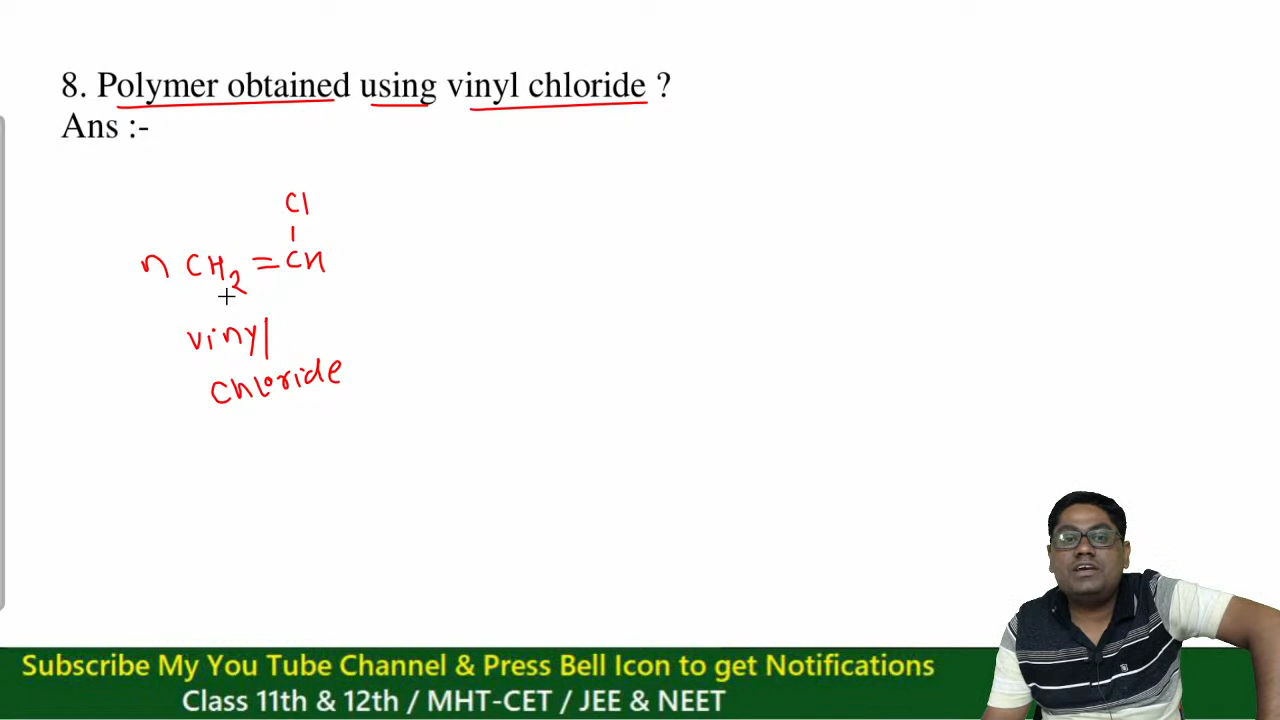 8. Polymer obtained using vinyl chloride ?
Ans :-
Cl
n CH2 = CH
vinyl
chloride
Subscribe My You Tube Channel & Press Bell Icon to get Notifications
Class 11th & 12th / MHT-CET / JEE & NEET